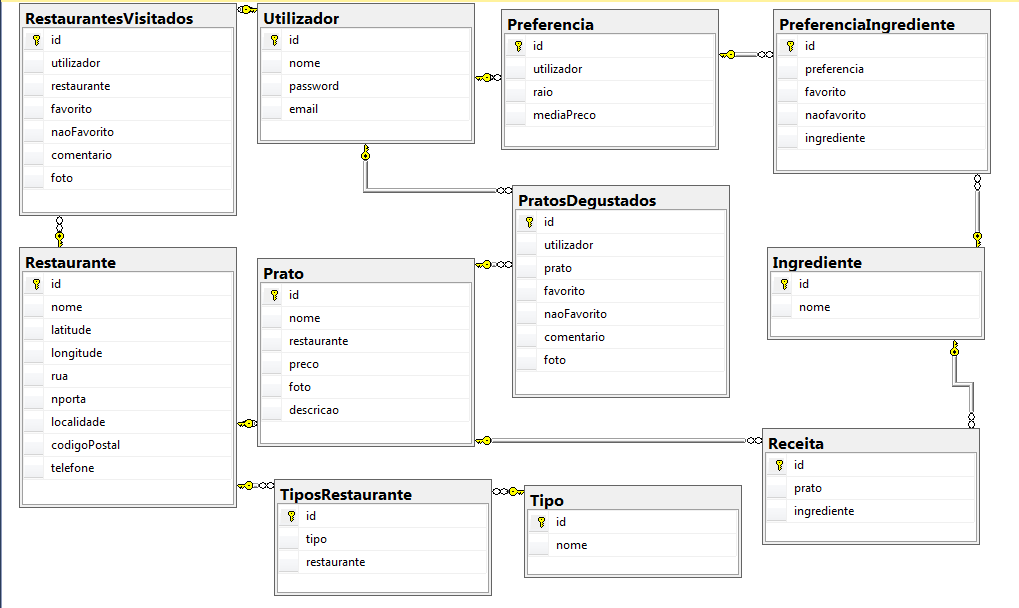 RestaurantesVisitados
id
utilizador
restaurante
favorito
naoFavorito
comentario
foto
Utilizador
id
nome
password
email
Preferencia
id
utilizador
raio
mediaPreco
PreferenciaIngrediente
id
preferencia
favorito
naofavorito
ingrediente
PratosDegustados
id
utilizador
prato
favorito
naoFavorito
comentario
foto
Restaurante
id
nome
latitude
longitude
rua
nporta
localidade
codigoPostal
telefone
Prato
id
nome
restaurante
preco
foto
descricao
Ingrediente
id
nome
Receita
id
prato
ingrediente
TiposRestaurante
id
tipo
restaurante
Tipo
id
nome